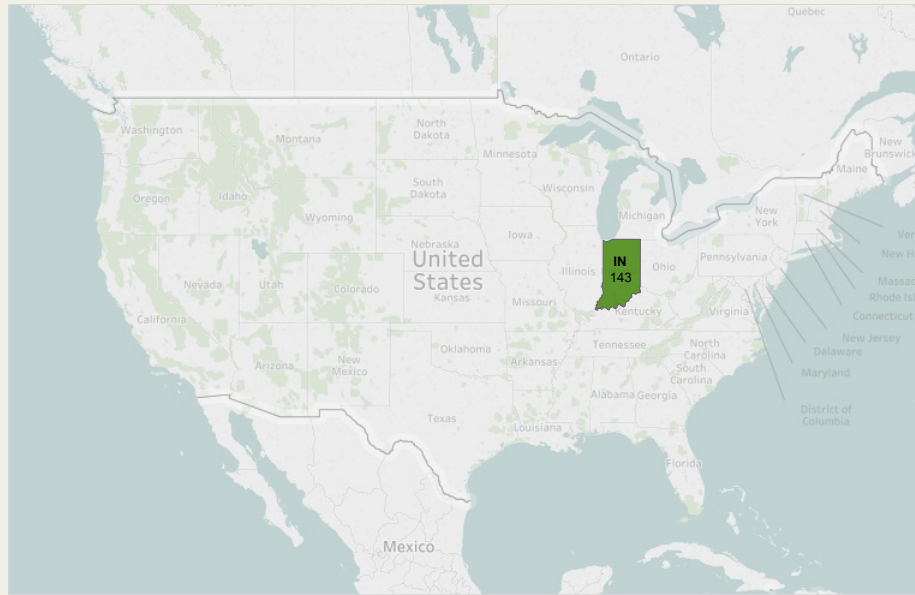 Quebec
Ontario
Washington
Montana
North
Dakota
Minnesota
New
Brunswick
Maine
Oregon
Idaho
South
Dakota
Wisconsin
Michigan
New
York
Wyoming
Iowa
Nebraska
United
States
Nevada
Utah
Colorado
Kansas
Illinois
IN
143
Ohio
Pennsylvania
Missouri
Kentucky
Virginia
California
Arizona
New
Mexico
Oklahoma
Arkansas
Tennessee
North
Carolina
South
Carolina
Alabama
Georgia
Texas
Louisiana
Florida
Mexico
Ver
New H
Massac
Rhode Isl
Connecticut
New Jersey
Delaware
Maryland
District of
Columbia